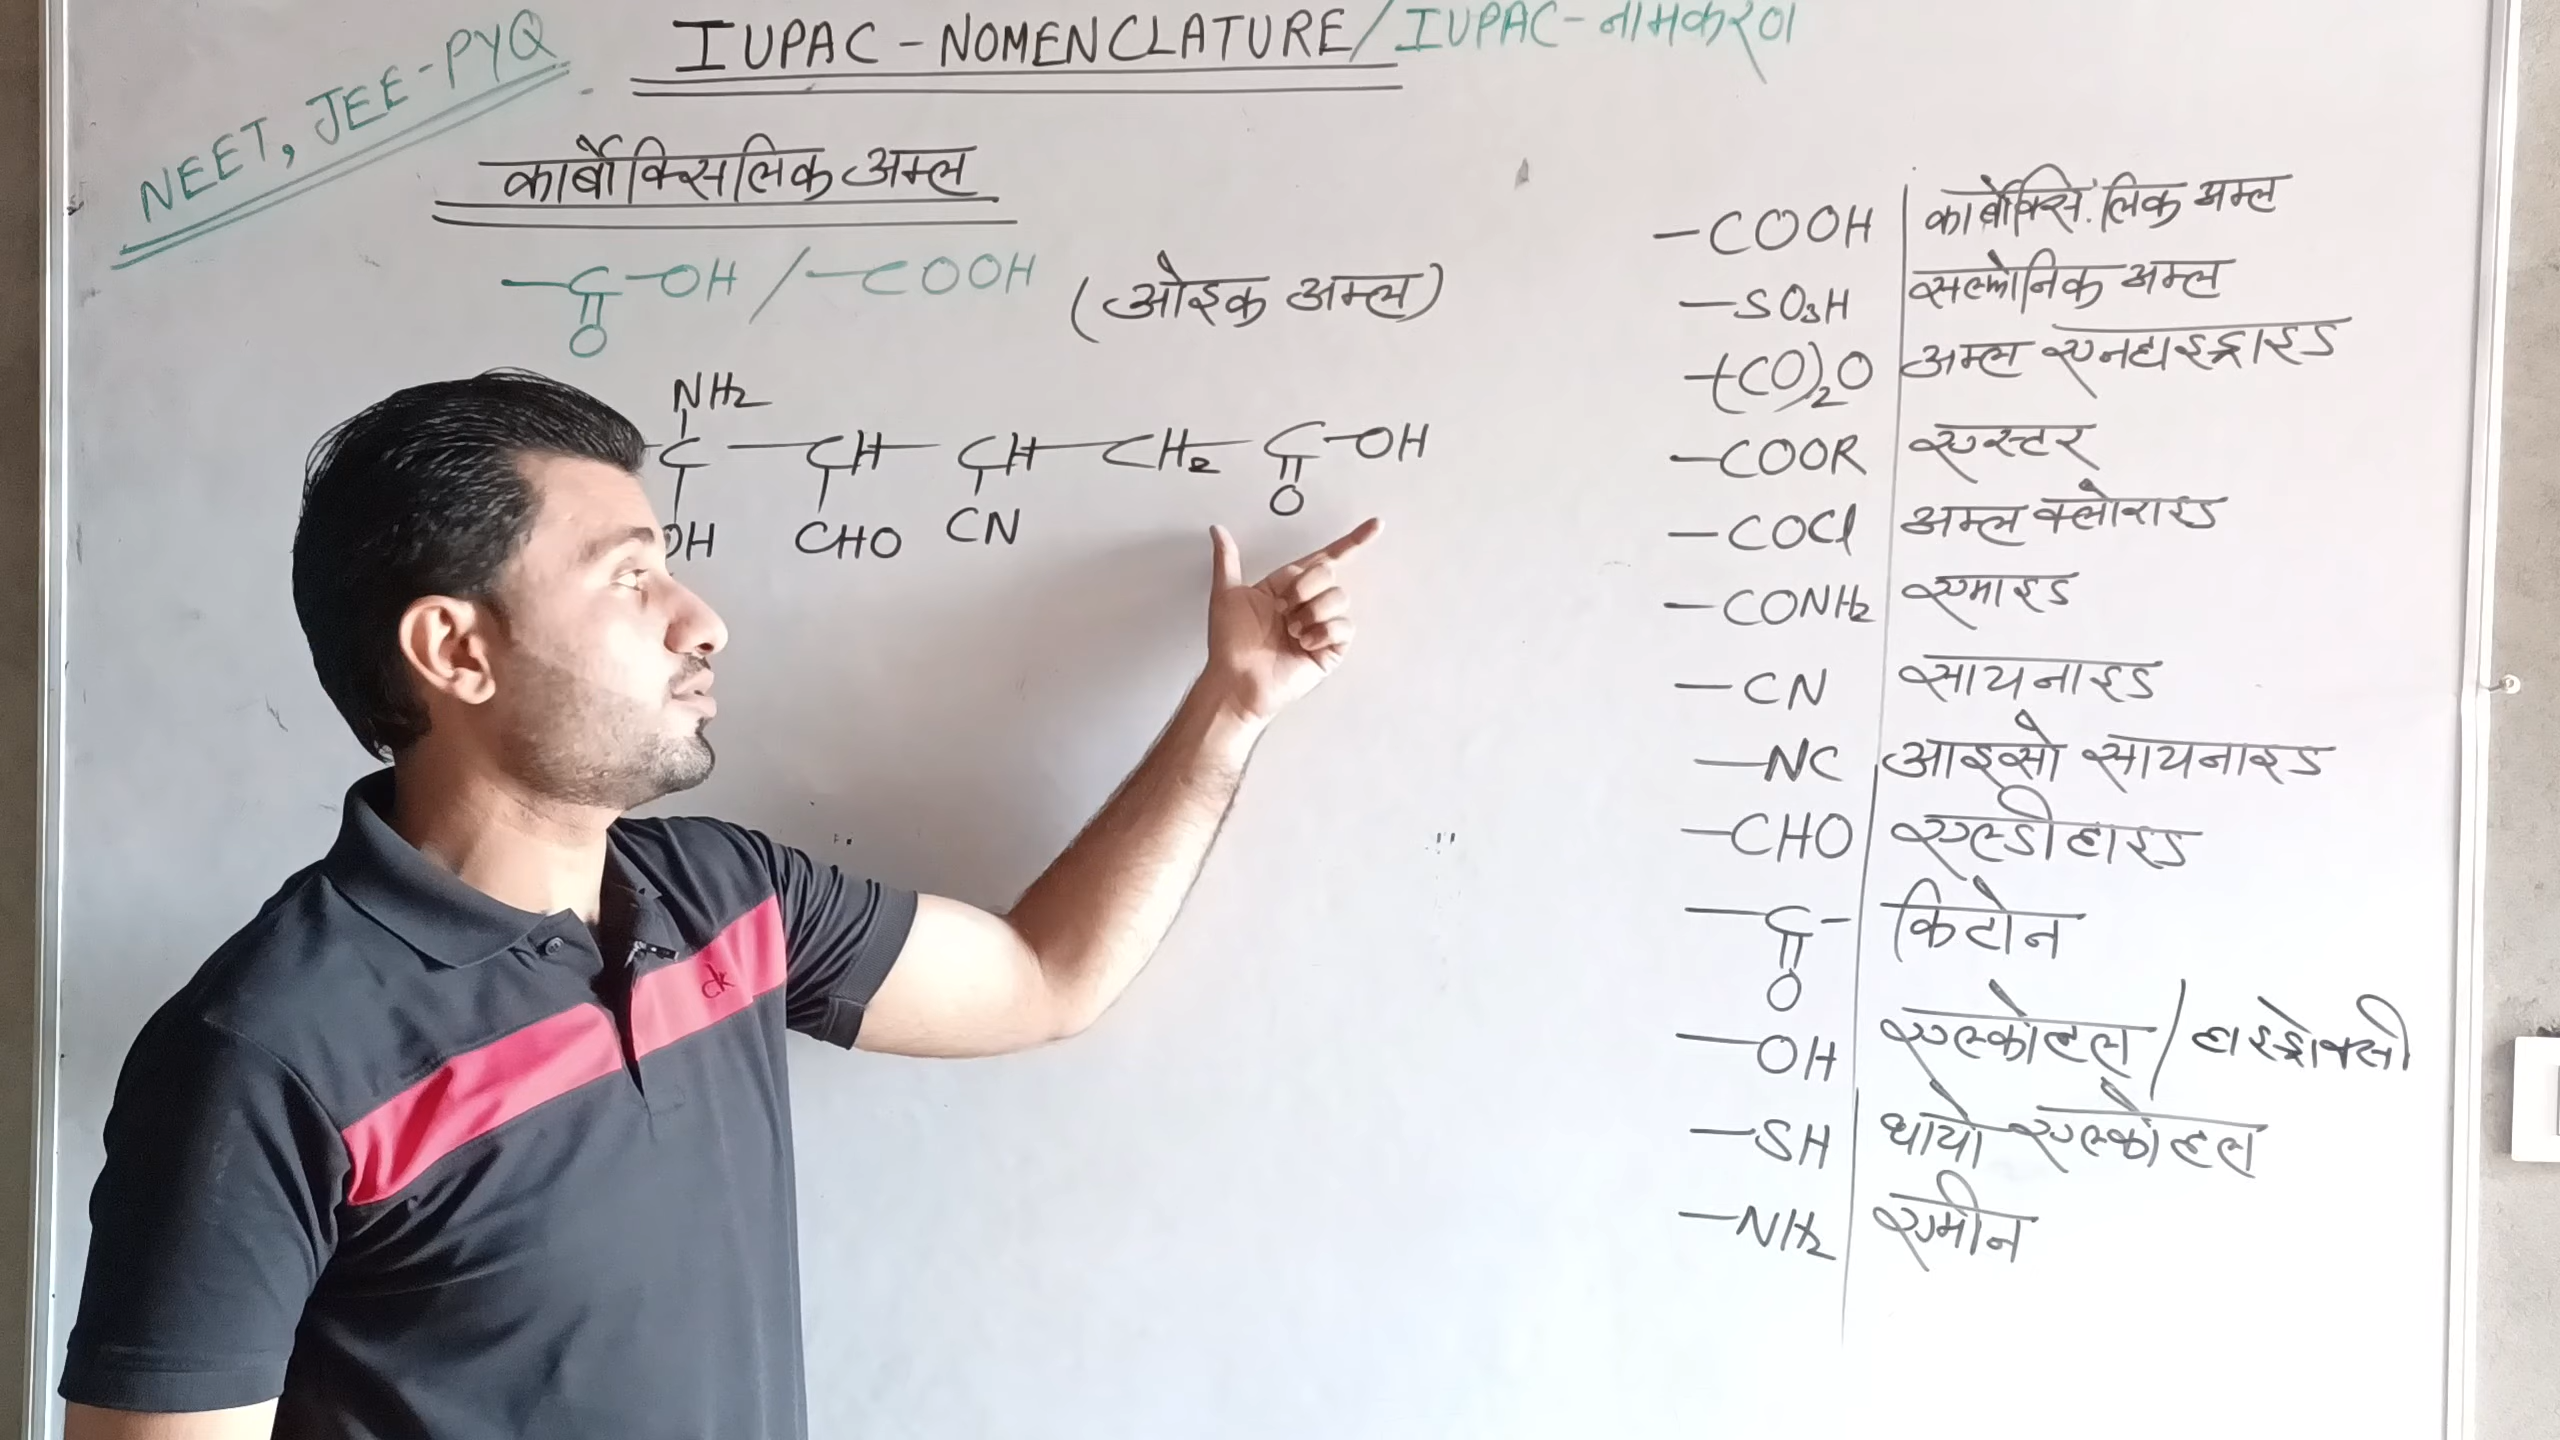 NEET, JEE-PYQ
IUPAC-NOMENCLATURE/IUPAC-नामकरण
कार्बोक्सिलिक अम्ल
-C-OH / -COOH (ओइक अम्ल)
O
NH2
C - CH - CH - CH2 - C - OH
O
OH CHO CN
-COOH | कार्बोक्सिलिक अम्ल
-SO3H | सल्फोनिक अम्ल
-(CO)2O | अम्ल एनहाइड्राइड
-COOR | एस्टर
-COCl | अम्ल क्लोराइड
-CONH2 | एमाइड
-CN | सायनाइड
-NC | आइसो सायनाइड
-CHO | एल्डीहाइड
-C- | किटोन
O
-OH | एल्कोहल / हाइड्रोक्सी
-SH | थायो एल्कोहल
-NH2 | एमीन
ck